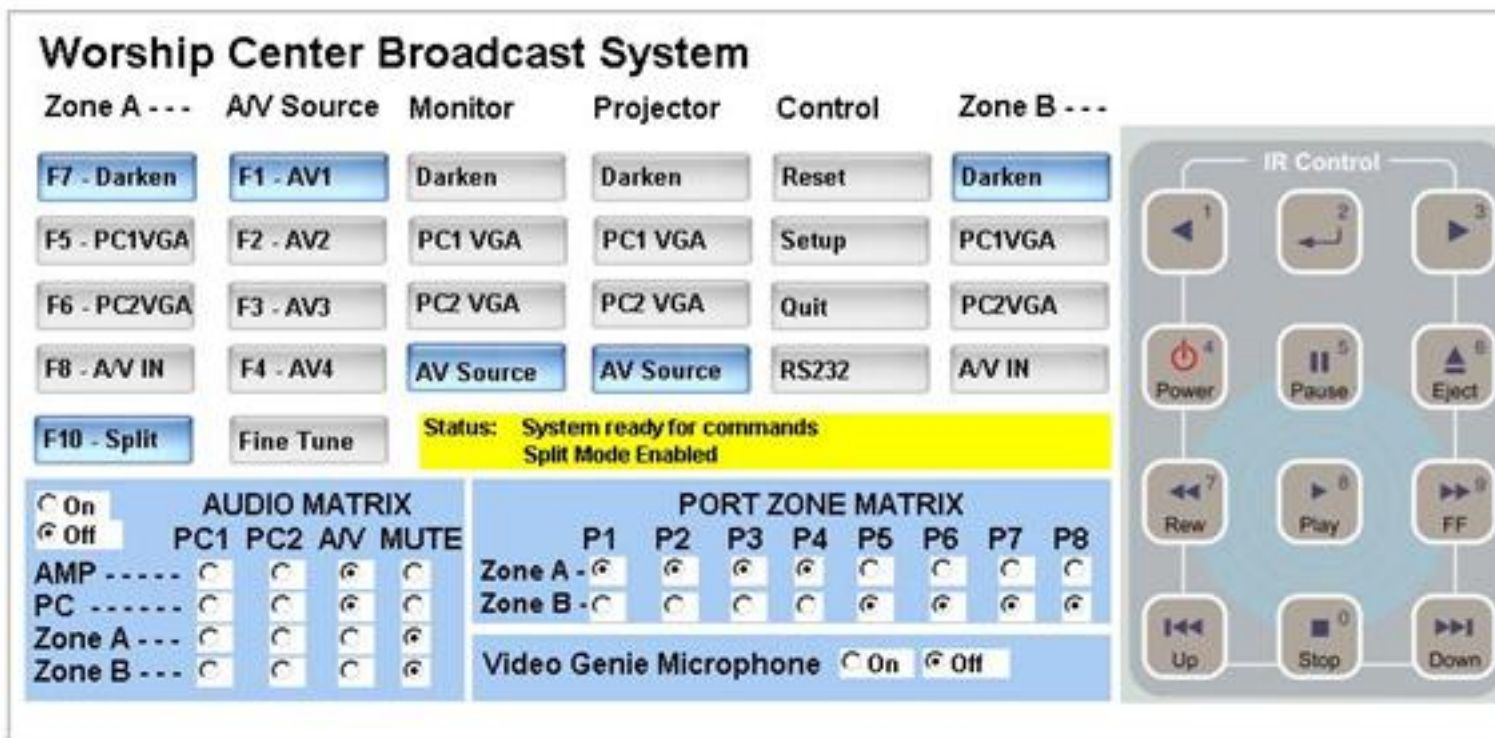 Worship Center Broadcast System
Zone A - - - A/V Source Monitor Projector Control Zone B - - -
F7 - Darken F1 - AV1 Darken Darken Reset Darken
F5 - PC1VGA F2 - AV2 PC1 VGA PC1 VGA Setup PC1VGA
F6 - PC2VGA F3 - AV3 PC2 VGA PC2 VGA Quit PC2VGA
F8 - A/V IN F4 - AV4 AV Source AV Source RS232 A/V IN
F10 - Split Fine Tune Status: System ready for commands
Split Mode Enabled
On AUDIO MATRIX
Off PC1 PC2 A/V MUTE
AMP - - - - -
PC - - - - - -
Zone A - - -
Zone B - - -
PORT ZONE MATRIX
P1 P2 P3 P4 P5 P6 P7 P8
Zone A -
Zone B -
Video Genie Microphone On Off
IR Control
1 2 3
4 5 6
Power Pause Eject
7 8 9
Rew Play FF
0
Up Stop Down